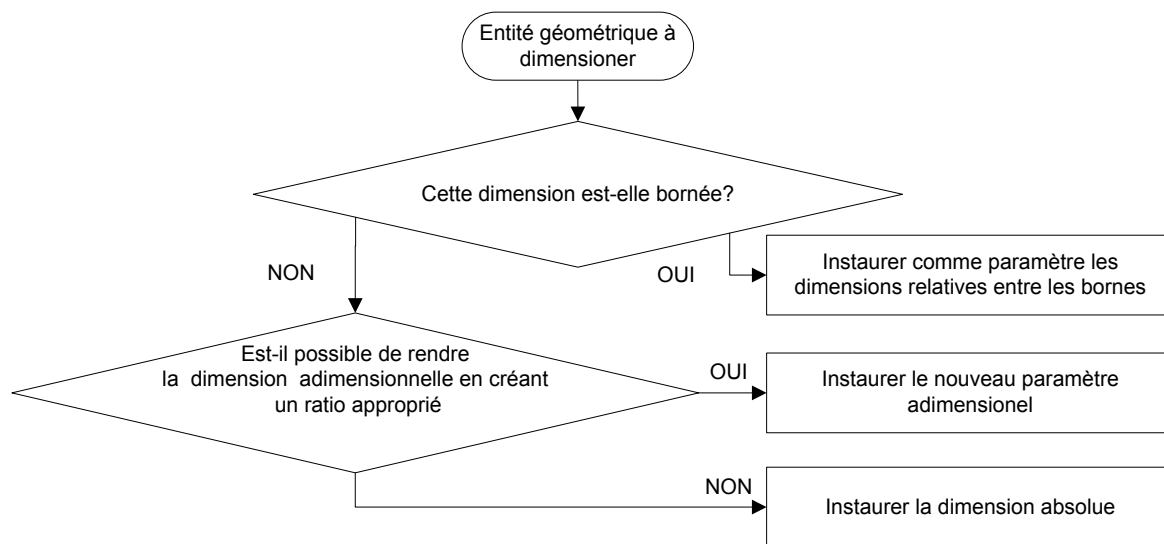 Entité géométrique à
dimensioner
Cette dimension est-elle bornée?
NON
OUI
Instaurer comme paramètre les
dimensions relatives entre les bornes
Est-il possible de rendre
la dimension adimensionnelle en créant
un ratio approprié
OUI
Instaurer le nouveau paramètre
adimensionel
NON
Instaurer la dimension absolue